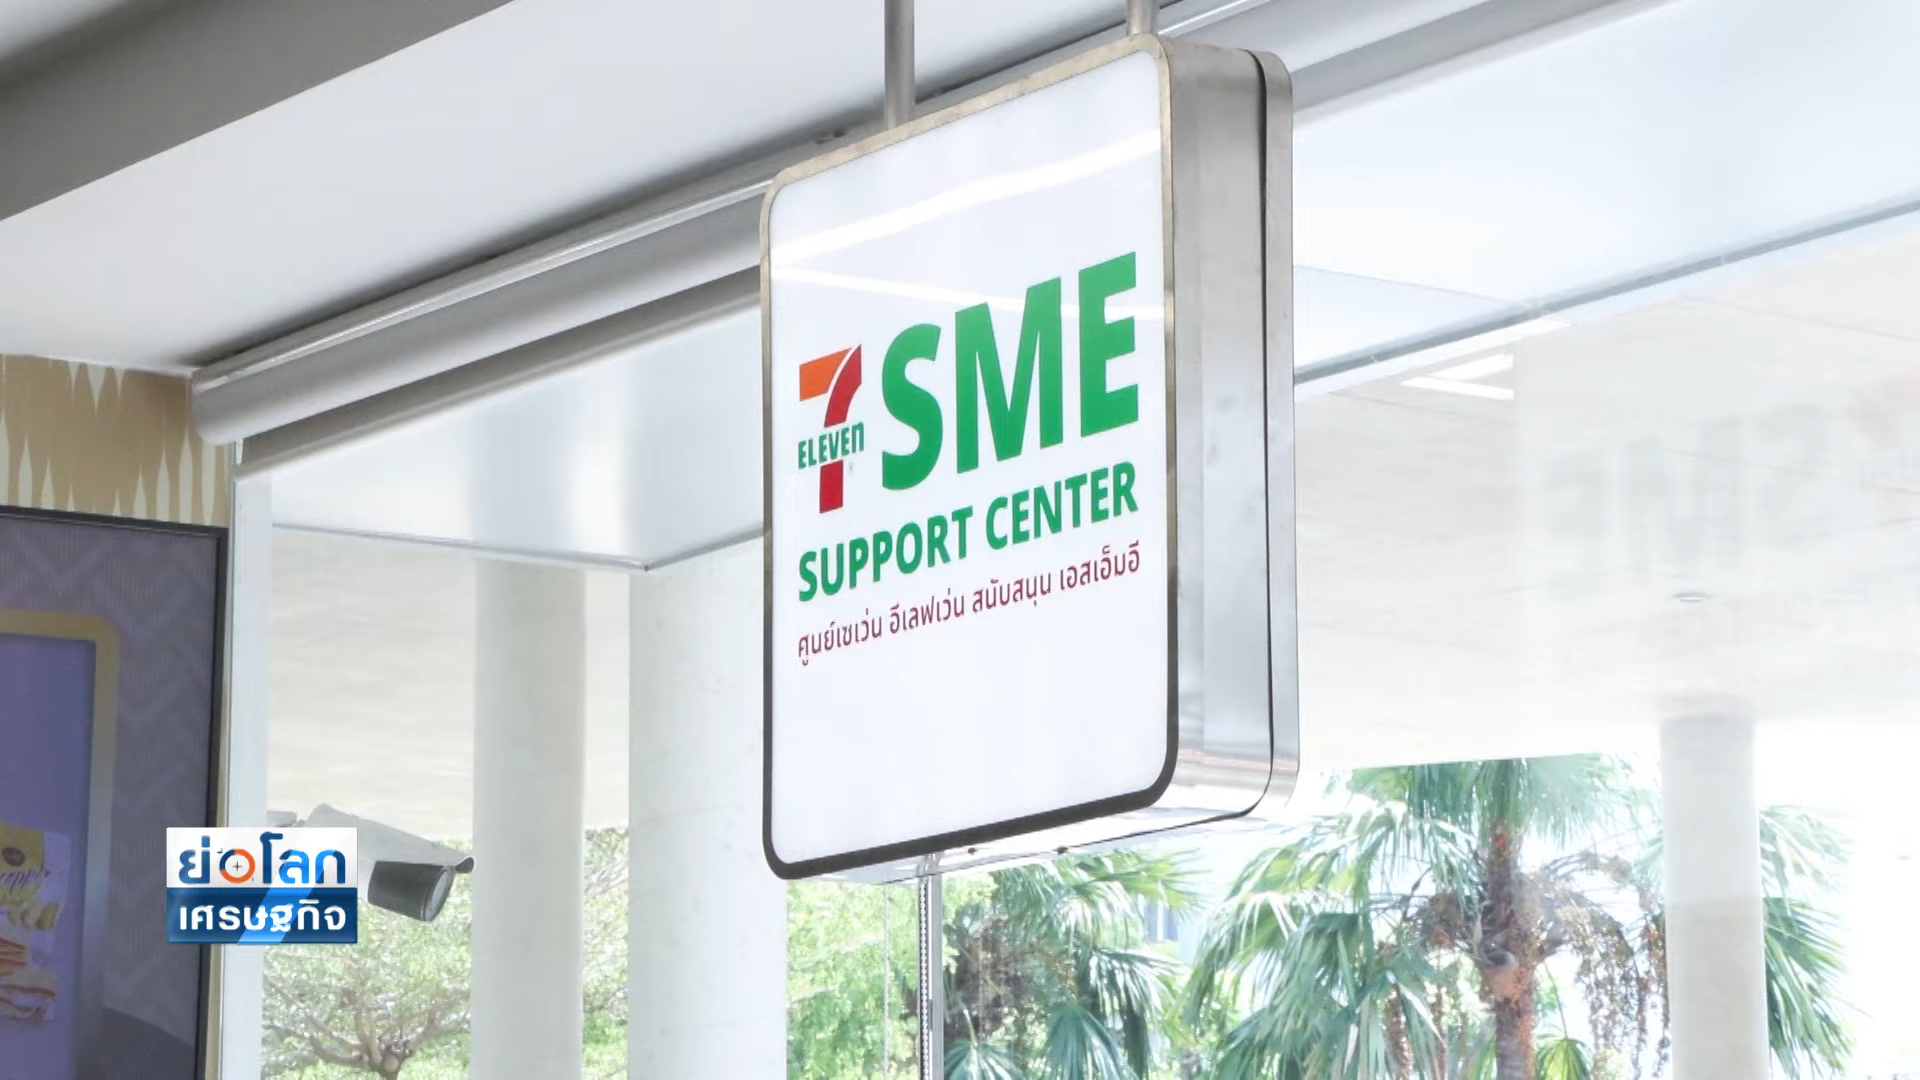 7
ELEVEn
SME
SUPPORT CENTER
ศูนย์เซเว่น อีเลฟเว่น สนับสนุน เอสเอ็มอี
ย่อโลก
เศรษฐกิจ